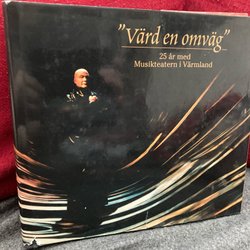 ”Värd en omväg”
25 år med
Musikteatern i Värmland